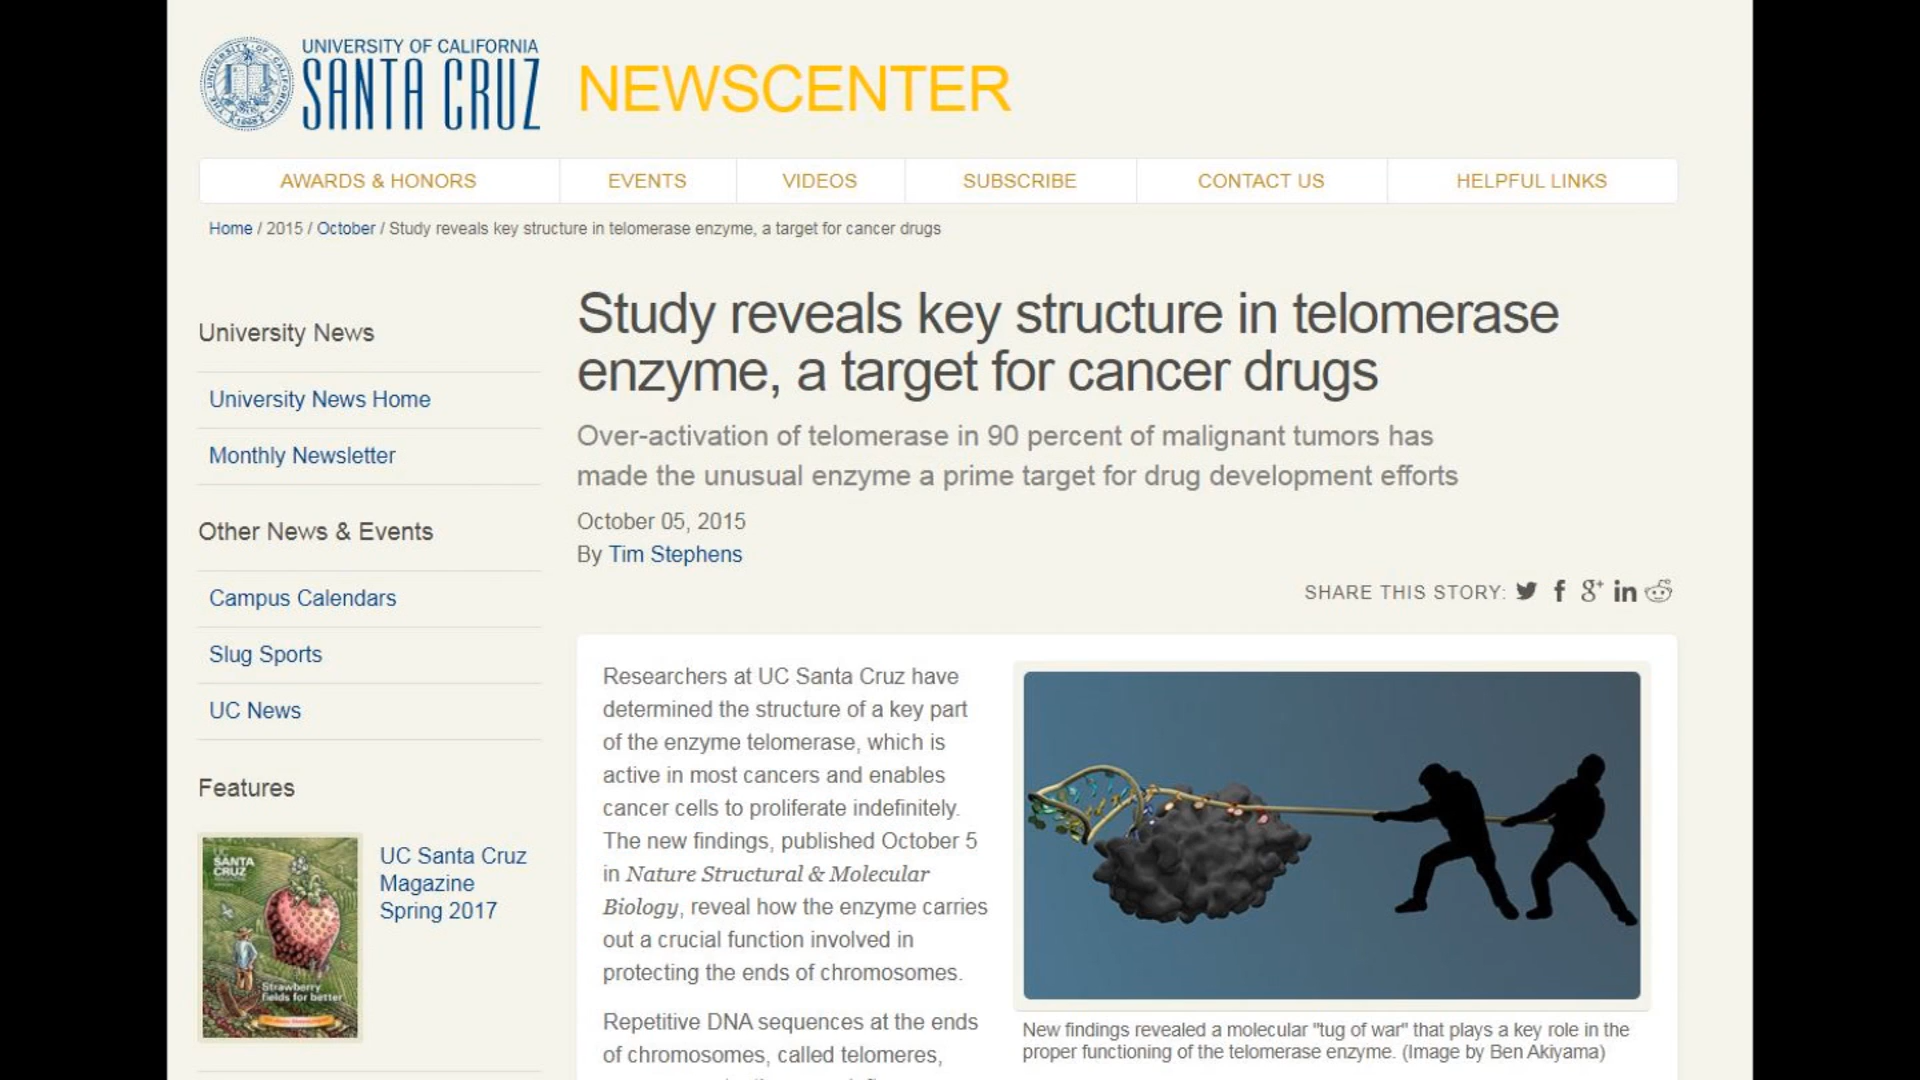 UNIVERSITY OF CALIFORNIA
SANTA CRUZ
NEWSCENTER
AWARDS & HONORS
EVENTS
VIDEOS
SUBSCRIBE
CONTACT US
HELPFUL LINKS
Home / 2015 / October / Study reveals key structure in telomerase enzyme, a target for cancer drugs
University News
University News Home
Monthly Newsletter
Other News & Events
Campus Calendars
Slug Sports
UC News
Features
SANTA
CRUZ
Strawberry
fields for better
UC Santa Cruz
Magazine
Spring 2017
Study reveals key structure in telomerase
enzyme, a target for cancer drugs
Over-activation of telomerase in 90 percent of malignant tumors has
made the unusual enzyme a prime target for drug development efforts
October 05, 2015
By Tim Stephens
SHARE THIS STORY:
Researchers at UC Santa Cruz have
determined the structure of a key part
of the enzyme telomerase, which is
active in most cancers and enables
cancer cells to proliferate indefinitely.
The new findings, published October 5
in Nature Structural & Molecular
Biology, reveal how the enzyme carries
out a crucial function involved in
protecting the ends of chromosomes.
Repetitive DNA sequences at the ends
of chromosomes, called telomeres,
New findings revealed a molecular "tug of war" that plays a key role in the
proper functioning of the telomerase enzyme. (Image by Ben Akiyama)